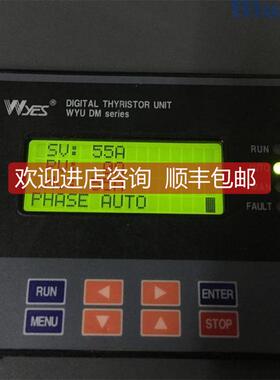 WYES
DIGITAL THYRISTOR UNIT
WYU DM series
SV: 55A
欢迎进店咨询 顺丰包邮
PHASE AUTO
RUN
FAULT
RUN
ENTER
MENU
STOP